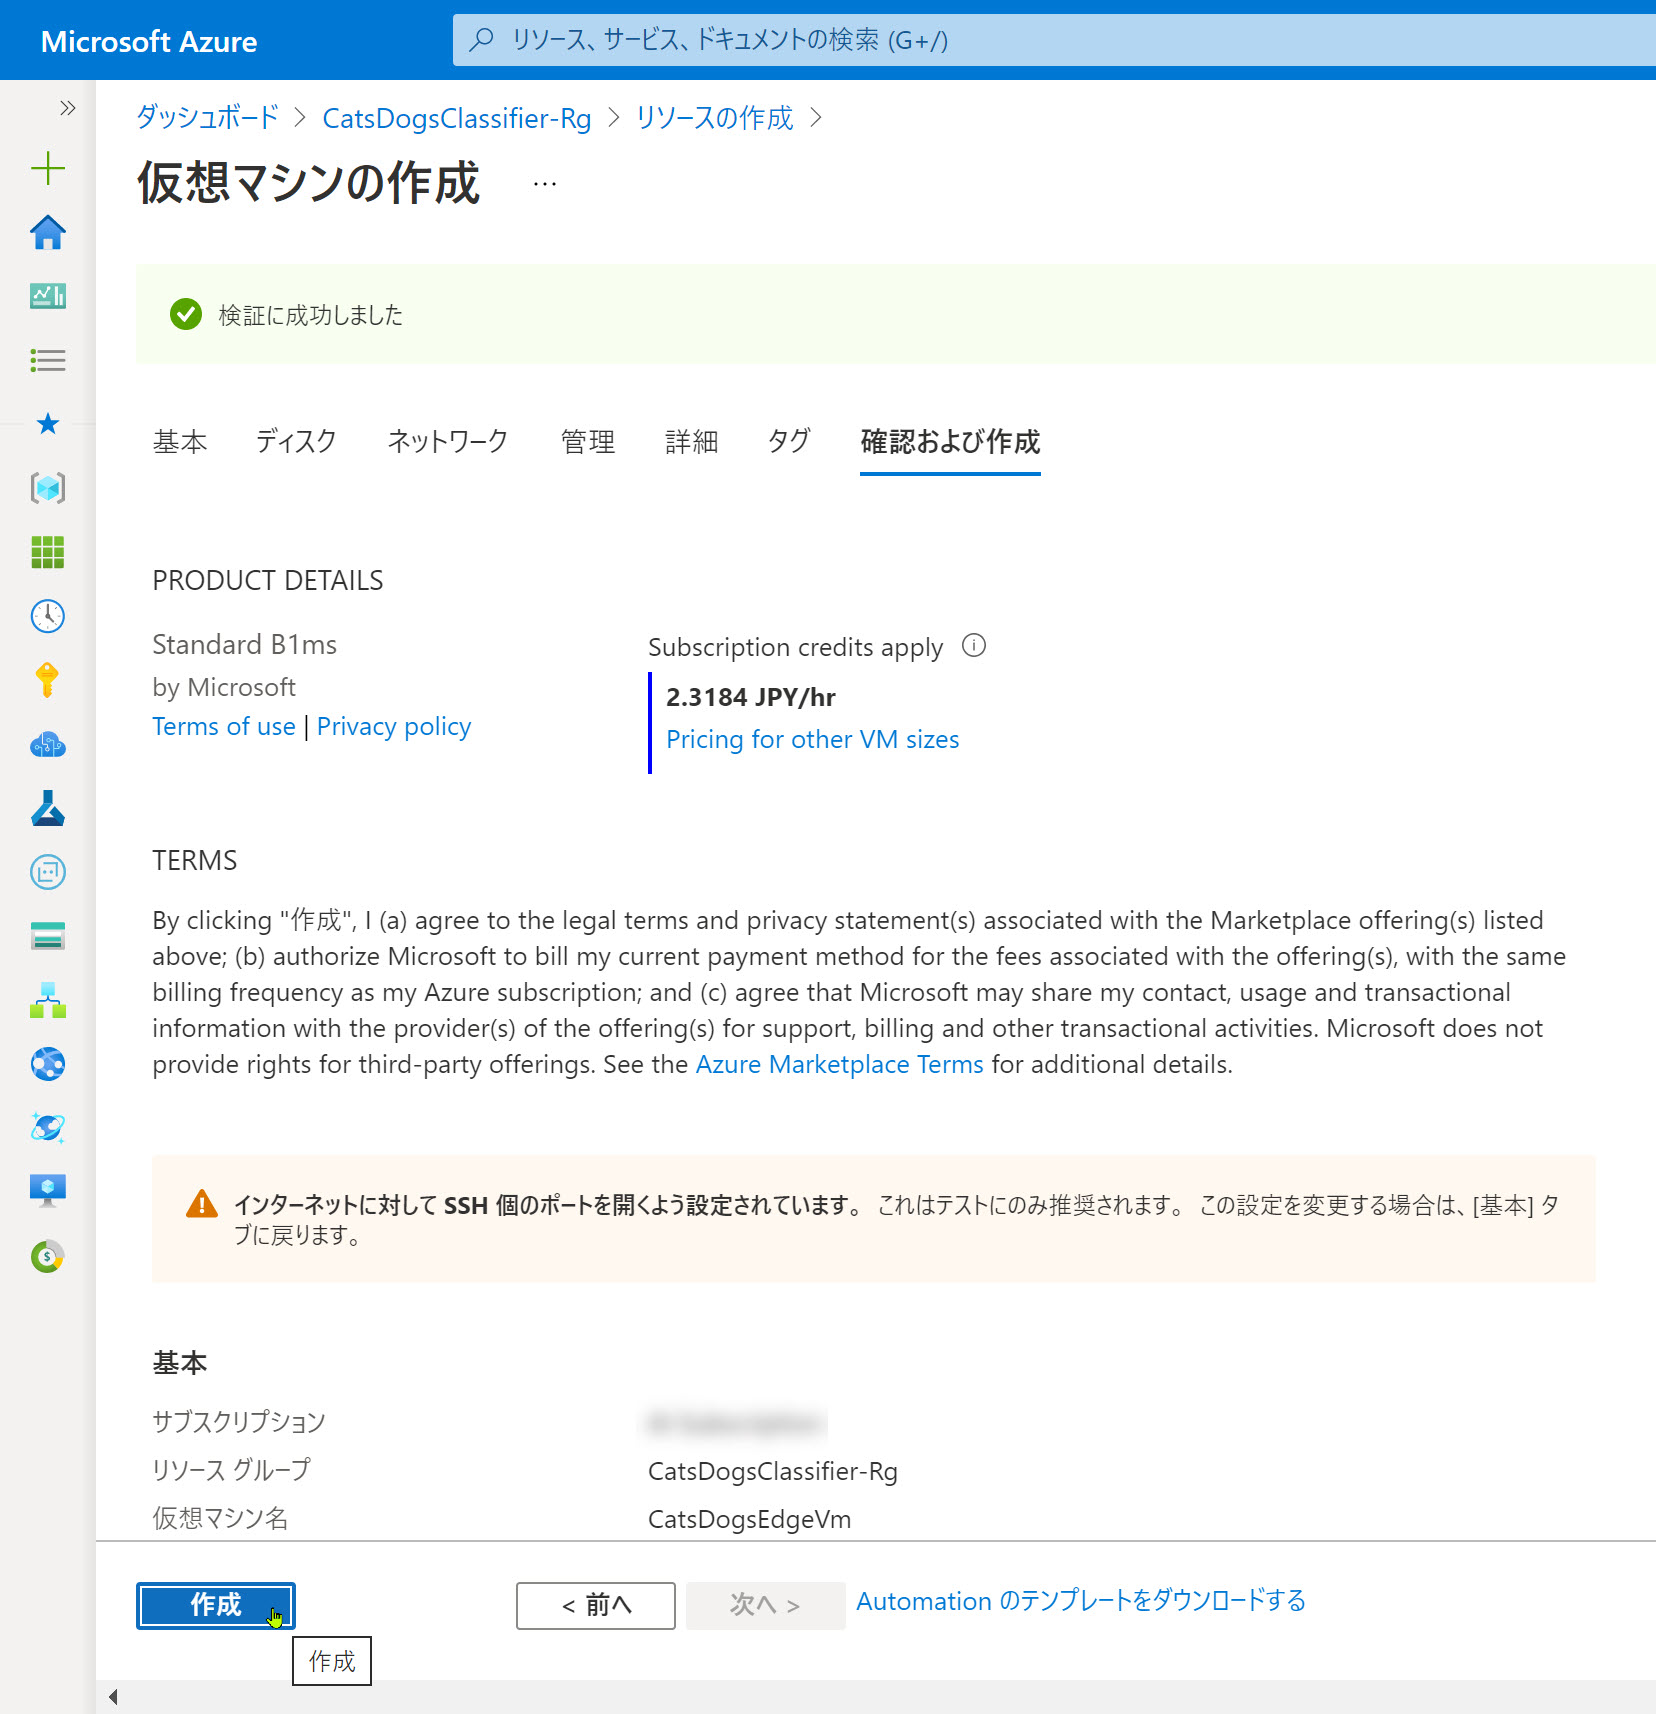 Microsoft Azure
リソース、サービス、ドキュメントの検索 (G+/)
ダッシュボード > CatsDogsClassifier-Rg > リソースの作成 >
仮想マシンの作成 ...
検証に成功しました
基本 ディスク ネットワーク 管理 詳細 タグ 確認および作成
PRODUCT DETAILS
Standard B1ms
by Microsoft
Terms of use | Privacy policy
Subscription credits apply
2.3184 JPY/hr
Pricing for other VM sizes
TERMS
By clicking "作成", I (a) agree to the legal terms and privacy statement(s) associated with the Marketplace offering(s) listed
above; (b) authorize Microsoft to bill my current payment method for the fees associated with the offering(s), with the same
billing frequency as my Azure subscription; and (c) agree that Microsoft may share my contact, usage and transactional
information with the provider(s) of the offering(s) for support, billing and other transactional activities. Microsoft does not
provide rights for third-party offerings. See the Azure Marketplace Terms for additional details.
インターネットに対して SSH 個のポートを開くよう設定されています。 これはテストにのみ推奨されます。 この設定を変更する場合は、[基本] タ
ブに戻ります。
基本
サブスクリプション
リソース グループ CatsDogsClassifier-Rg
仮想マシン名 CatsDogsEdgeVm
作成 < 前へ 次へ > Automation のテンプレートをダウンロードする
作成